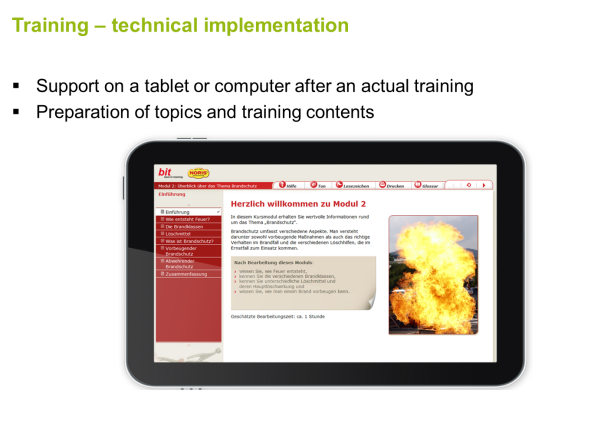 Training – technical implementation
▪ Support on a tablet or computer after an actual training
▪ Preparation of topics and training contents
bit
NORIS
Modul 2: Überblick über das Thema Brandschutz
Hilfe
Ton
Lesezeichen
Drucken
Glossar
Einführung
Einführung
Wie entsteht Feuer?
Die Brandklassen
Löschmittel
Was ist Brandschutz?
Vorbeugender
Brandschutz
Abwehrender
Brandschutz
Zusammenfassung
Herzlich willkommen zu Modul 2
In diesem Kursmodul erhalten Sie wertvolle Informationen rund
um das Thema „Brandschutz".
Brandschutz umfasst verschiedene Aspekte. Man versteht
darunter sowohl vorbeugende Maßnahmen als auch das richtige
Verhalten im Brandfall und die verschiedenen Löschhilfen, die im
Ernstfall zum Einsatz kommen.
Nach Bearbeitung dieses Moduls
wissen Sie, wie Feuer entsteht,
kennen Sie die verschiedenen Brandklassen,
kennen Sie unterschiedliche Löschmittel und
deren Hauptlöschwirkung und
wissen Sie, wie man einem Brand vorbeugen kann.
Geschätzte Bearbeitungszeit: ca. 1 Stunde